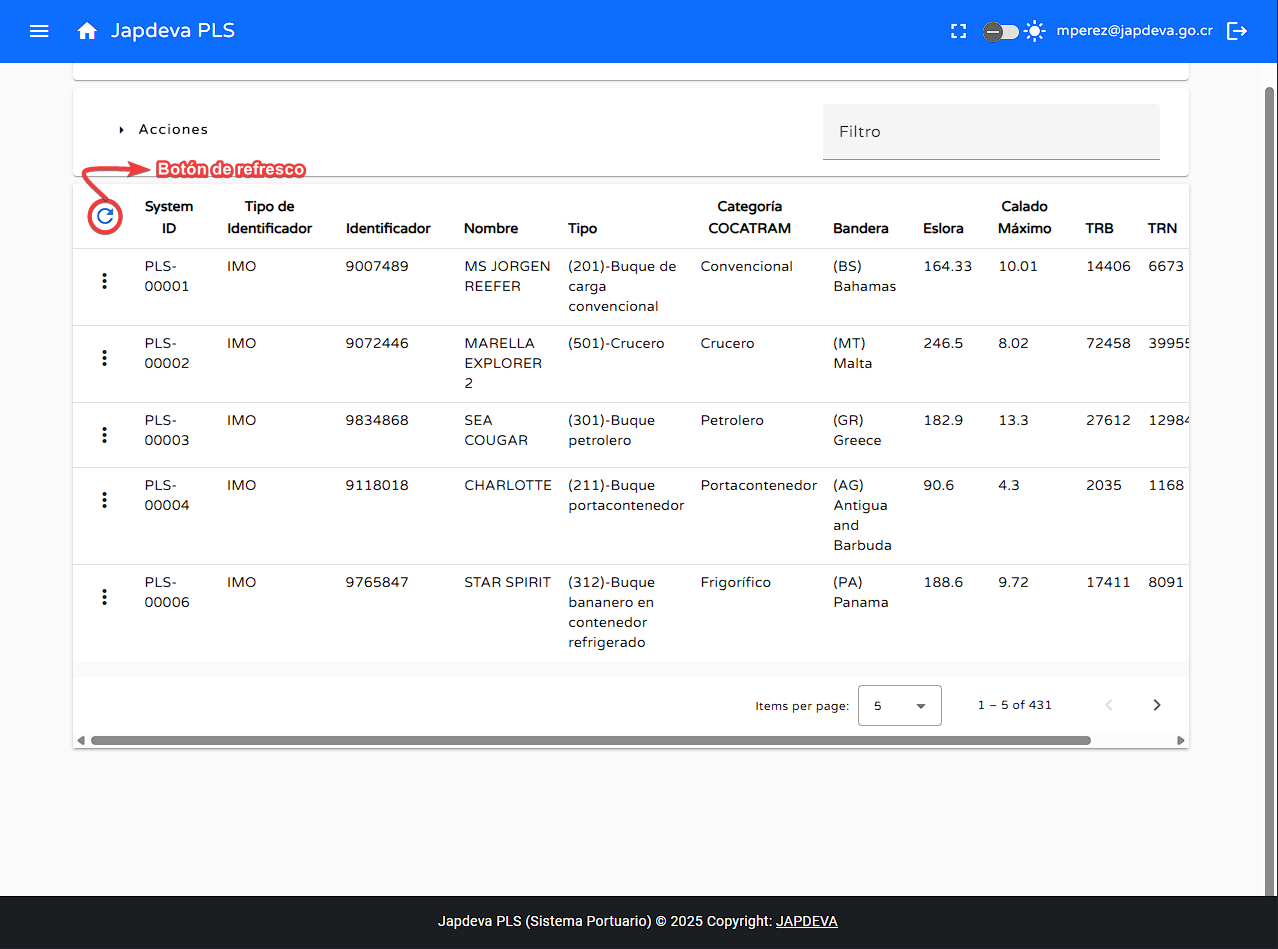 Japdeva PLS
mperez@japdeva.go.cr
Acciones
Filtro
Botón de refresco
System ID Tipo de Identificador Identificador Nombre Tipo Categoría COCATRAM Bandera Eslora Calado Máximo TRB TRN
PLS-00001 IMO 9007489 MS JORGEN REEFER (201)-Buque de carga convencional Convencional (BS) Bahamas 164.33 10.01 14406 6673
PLS-00002 IMO 9072446 MARELLA EXPLORER 2 (501)-Crucero Crucero (MT) Malta 246.5 8.02 72458 39955
PLS-00003 IMO 9834868 SEA COUGAR (301)-Buque petrolero Petrolero (GR) Greece 182.9 13.3 27612 12984
PLS-00004 IMO 9118018 CHARLOTTE (211)-Buque portacontenedor Portacontenedor (AG) Antigua and Barbuda 90.6 4.3 2035 1168
PLS-00006 IMO 9765847 STAR SPIRIT (312)-Buque bananero en contenedor refrigerado Frigorífico (PA) Panama 188.6 9.72 17411 8091
Items per page: 5 1 – 5 of 431
Japdeva PLS (Sistema Portuario) © 2025 Copyright: JAPDEVA